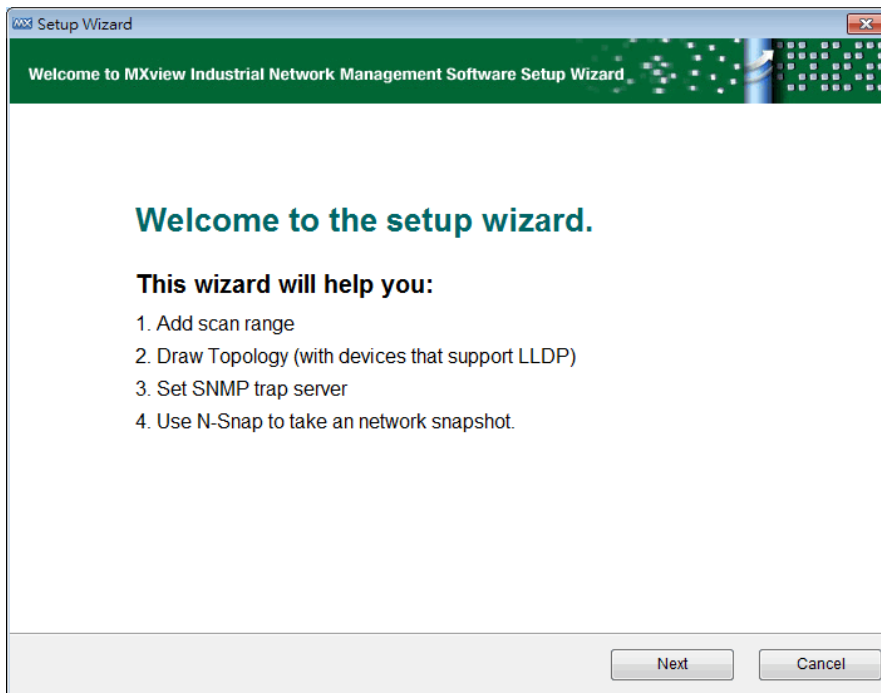 MX Setup Wizard
Welcome to MXview Industrial Network Management Software Setup Wizard
Welcome to the setup wizard.
This wizard will help you:
1. Add scan range
2. Draw Topology (with devices that support LLDP)
3. Set SNMP trap server
4. Use N-Snap to take an network snapshot.
Next Cancel